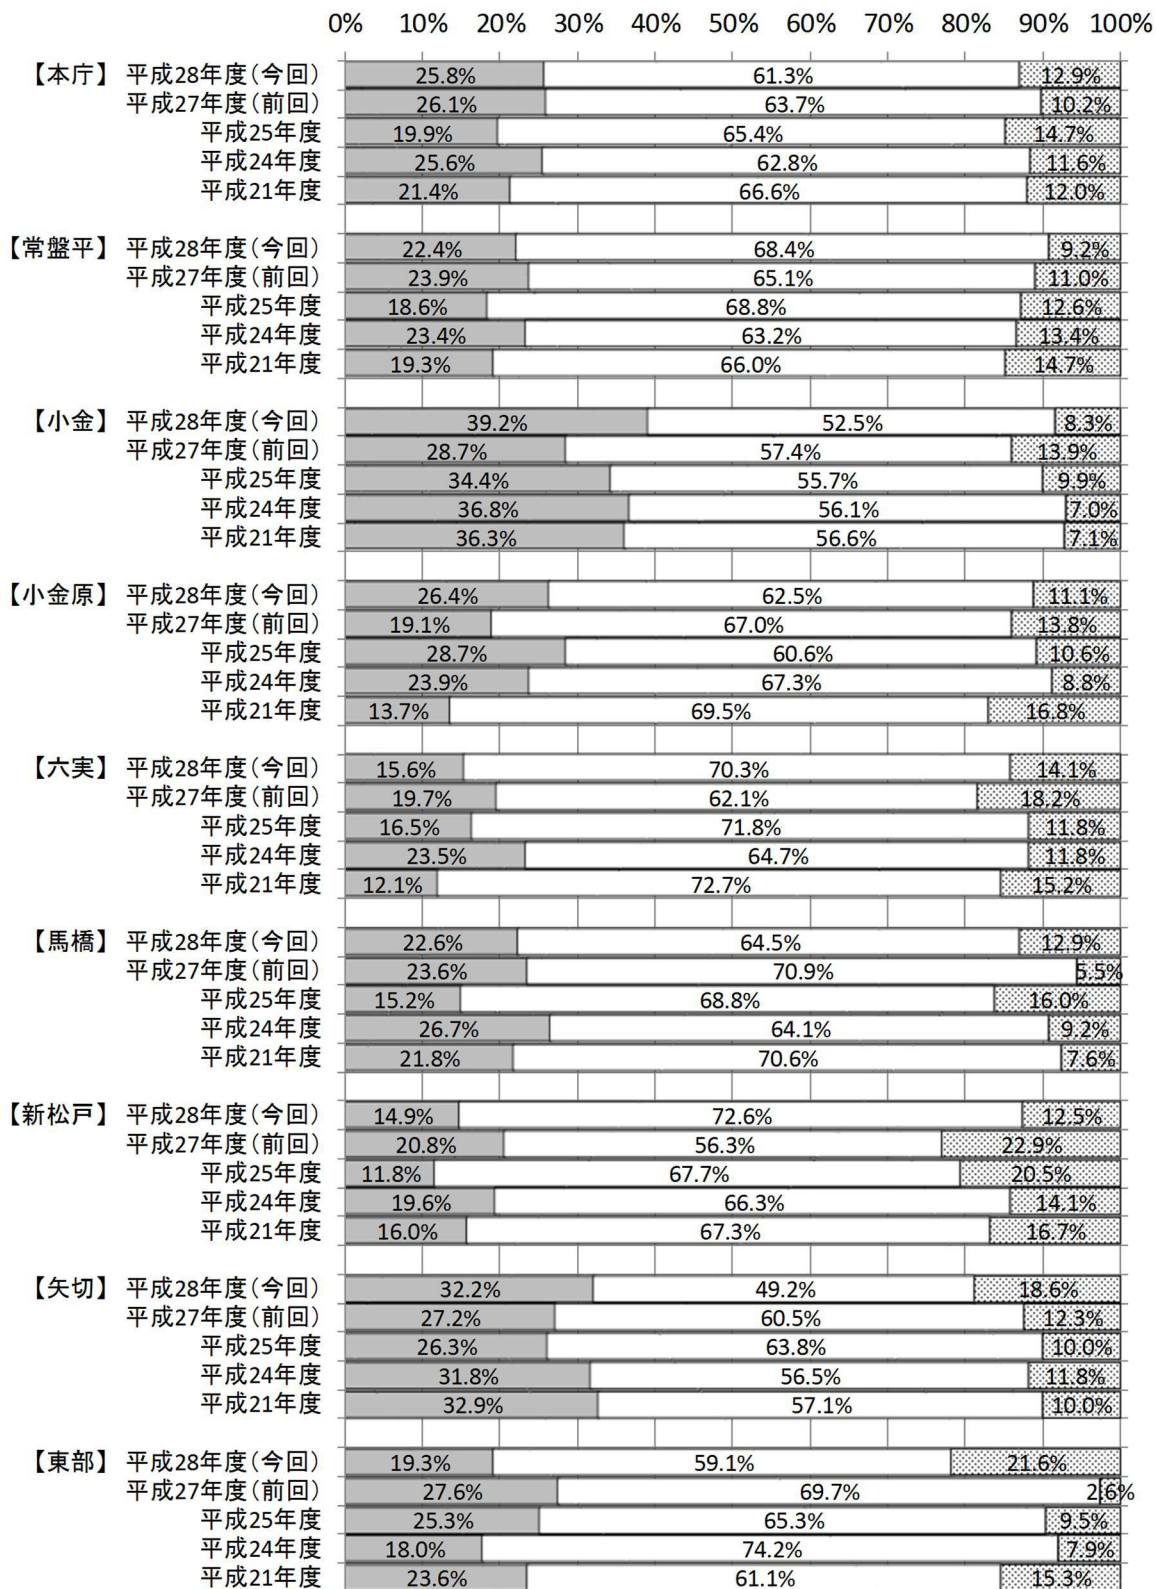 0% 10% 20% 30% 40% 50% 60% 70% 80% 90% 100%
【本庁】 平成28年度(今回) 25.8% 61.3% 12.9%
平成27年度(前回) 26.1% 63.7% 10.2%
平成25年度 19.9% 65.4% 14.7%
平成24年度 25.6% 62.8% 11.6%
平成21年度 21.4% 66.6% 12.0%
【常盤平】 平成28年度(今回) 22.4% 68.4% 9.2%
平成27年度(前回) 23.9% 65.1% 11.0%
平成25年度 18.6% 68.8% 12.6%
平成24年度 23.4% 63.2% 13.4%
平成21年度 19.3% 66.0% 14.7%
【小金】 平成28年度(今回) 39.2% 52.5% 8.3%
平成27年度(前回) 28.7% 57.4% 13.9%
平成25年度 34.4% 55.7% 9.9%
平成24年度 36.8% 56.1% 7.0%
平成21年度 36.3% 56.6% 7.1%
【小金原】 平成28年度(今回) 26.4% 62.5% 11.1%
平成27年度(前回) 19.1% 67.0% 13.8%
平成25年度 28.7% 60.6% 10.6%
平成24年度 23.9% 67.3% 8.8%
平成21年度 13.7% 69.5% 16.8%
【六実】 平成28年度(今回) 15.6% 70.3% 14.1%
平成27年度(前回) 19.7% 62.1% 18.2%
平成25年度 16.5% 71.8% 11.8%
平成24年度 23.5% 64.7% 11.8%
平成21年度 12.1% 72.7% 15.2%
【馬橋】 平成28年度(今回) 22.6% 64.5% 12.9%
平成27年度(前回) 23.6% 70.9% 5.5%
平成25年度 15.2% 68.8% 16.0%
平成24年度 26.7% 64.1% 9.2%
平成21年度 21.8% 70.6% 7.6%
【新松戸】 平成28年度(今回) 14.9% 72.6% 12.5%
平成27年度(前回) 20.8% 56.3% 22.9%
平成25年度 11.8% 67.7% 20.5%
平成24年度 19.6% 66.3% 14.1%
平成21年度 16.0% 67.3% 16.7%
【矢切】 平成28年度(今回) 32.2% 49.2% 18.6%
平成27年度(前回) 27.2% 60.5% 12.3%
平成25年度 26.3% 63.8% 10.0%
平成24年度 31.8% 56.5% 11.8%
平成21年度 32.9% 57.1% 10.0%
【東部】 平成28年度(今回) 19.3% 59.1% 21.6%
平成27年度(前回) 27.6% 69.7% 2.6%
平成25年度 25.3% 65.3% 9.5%
平成24年度 18.0% 74.2% 7.9%
平成21年度 23.6% 61.1% 15.3%